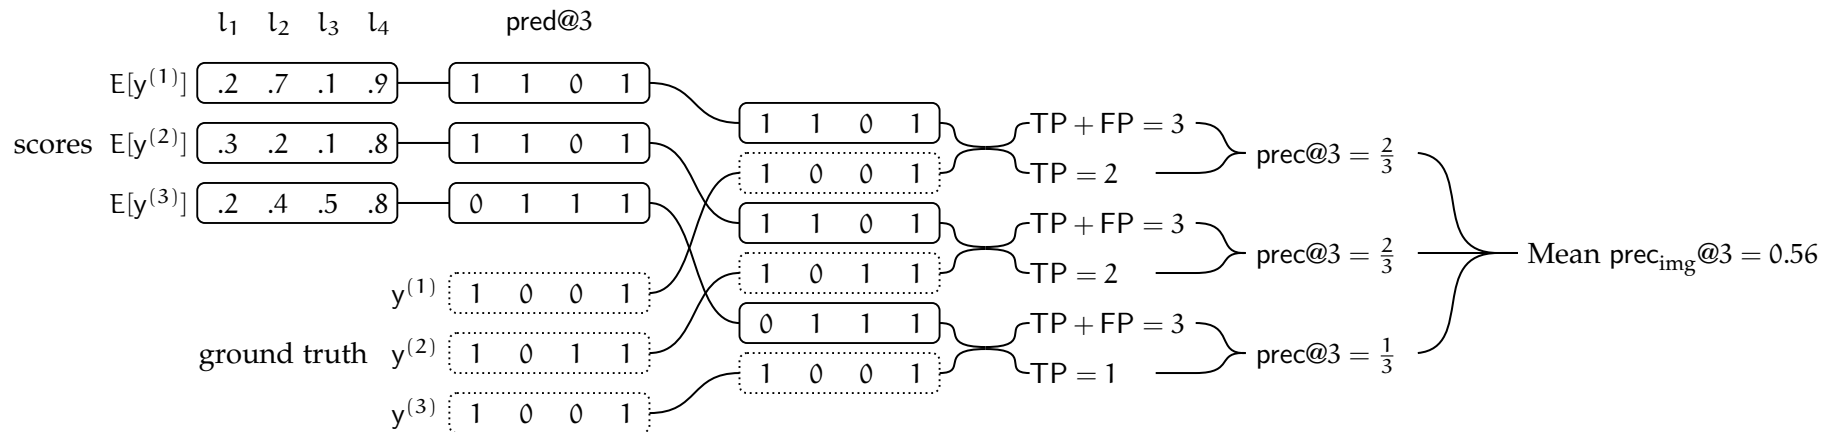 l₁ l₂ l₃ l₄ pred@3
E[y⁽¹⁾] .2 .7 .1 .9 1 1 0 1
1 1 0 1 TP + FP = 3
scores E[y⁽²⁾] .3 .2 .1 .8 1 1 0 1
prec@3 = 2/3
1 0 0 1 TP = 2
E[y⁽³⁾] .2 .4 .5 .8 0 1 1 1
1 1 0 1 TP + FP = 3
prec@3 = 2/3 Mean prec_img@3 = 0.56
1 0 1 1 TP = 2
y⁽¹⁾ 1 0 0 1
0 1 1 1 TP + FP = 3
ground truth y⁽²⁾ 1 0 1 1
prec@3 = 1/3
1 0 0 1 TP = 1
y⁽³⁾ 1 0 0 1